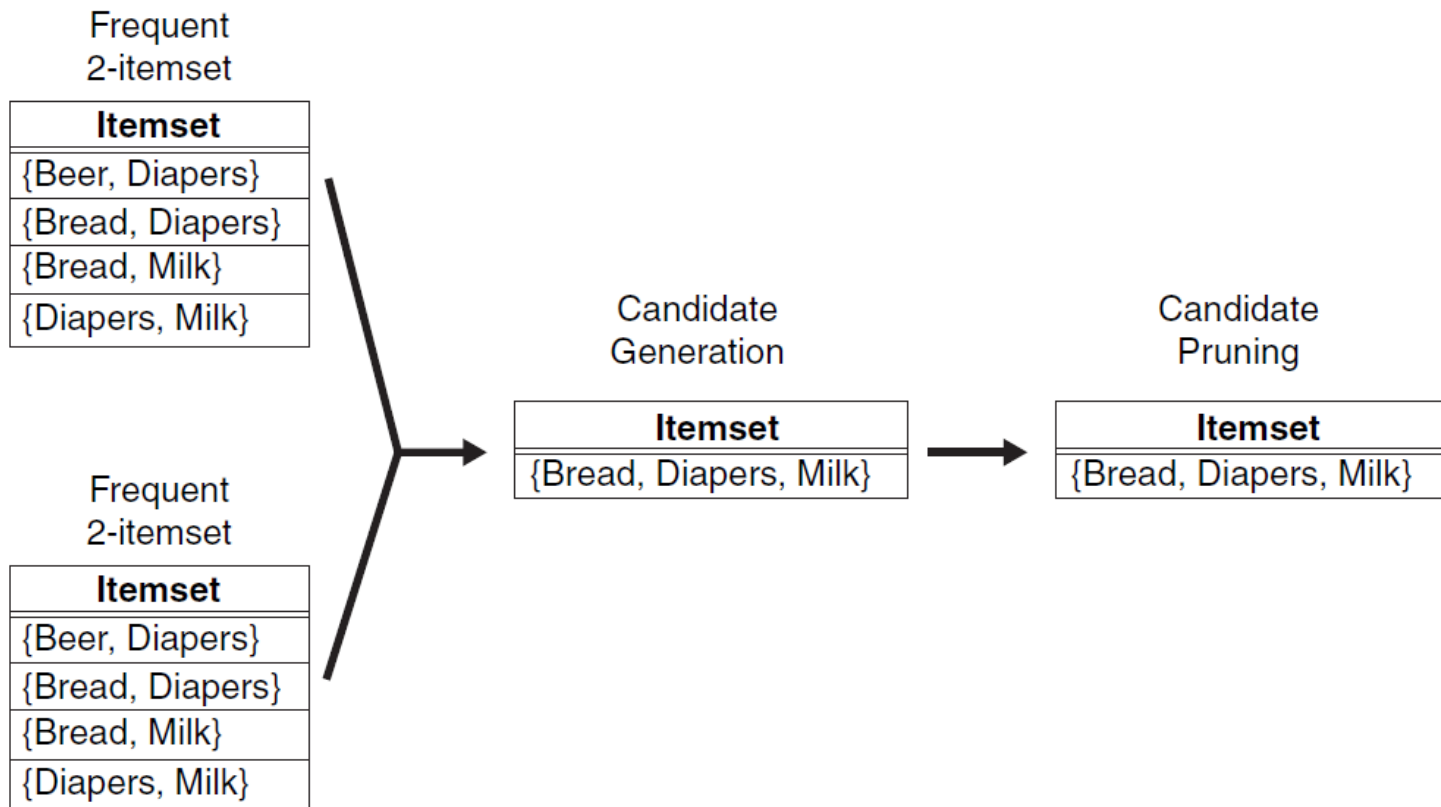 Frequent
2-itemset
Itemset
{Beer, Diapers}
{Bread, Diapers}
{Bread, Milk}
{Diapers, Milk}
Frequent
2-itemset
Itemset
{Beer, Diapers}
{Bread, Diapers}
{Bread, Milk}
{Diapers, Milk}
Candidate
Generation
Itemset
{Bread, Diapers, Milk}
Candidate
Pruning
Itemset
{Bread, Diapers, Milk}